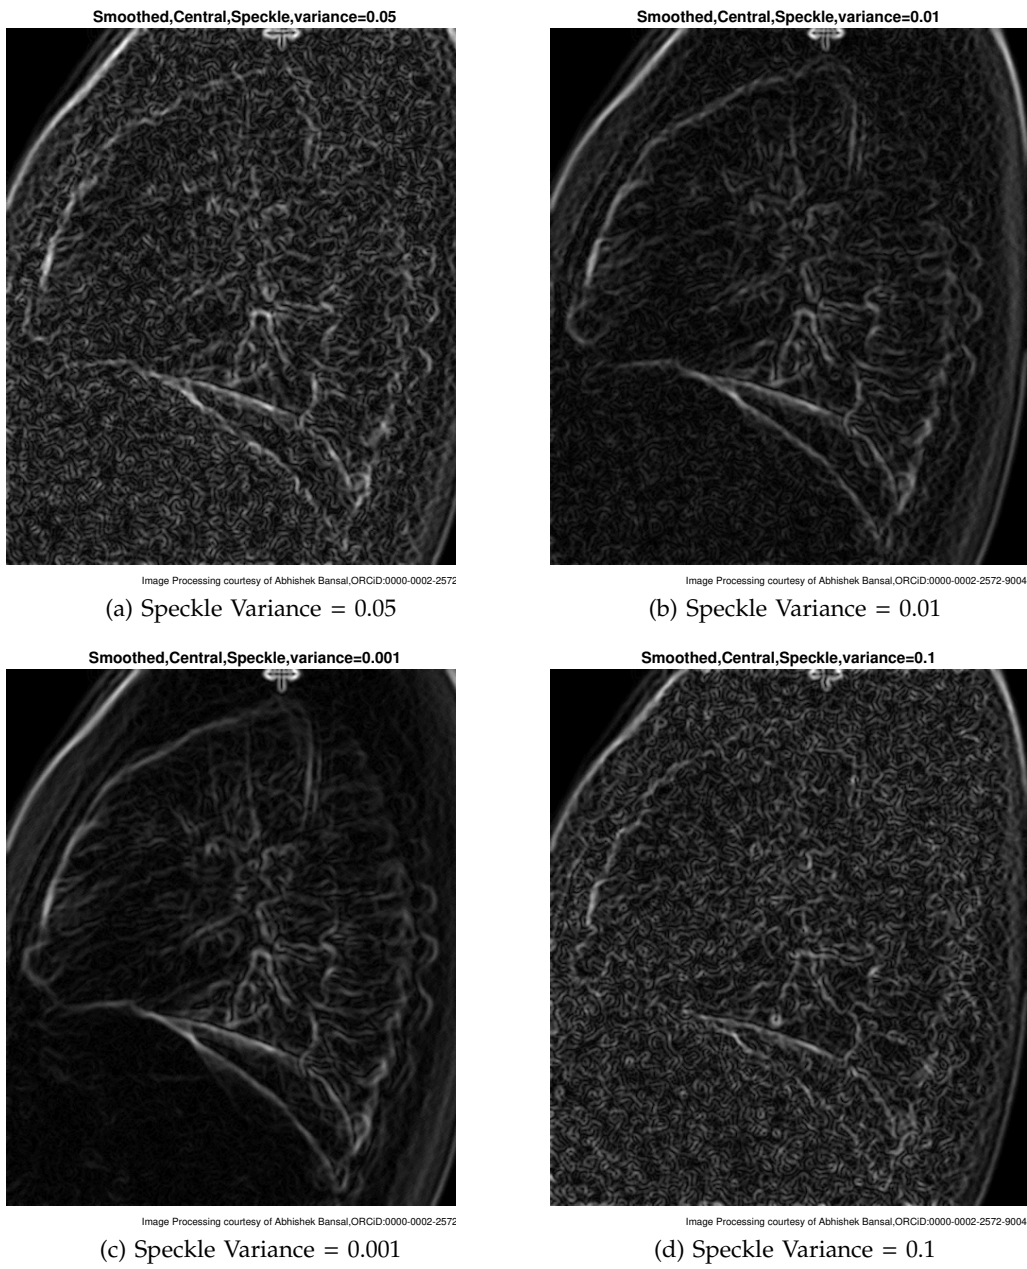 Smoothed,Central,Speckle,variance=0.05
Smoothed,Central,Speckle,variance=0.01
Image Processing courtesy of Abhishek Bansal,ORCiD:0000-0002-2572
Image Processing courtesy of Abhishek Bansal,ORCiD:0000-0002-2572-9004
(a) Speckle Variance = 0.05
(b) Speckle Variance = 0.01
Smoothed,Central,Speckle,variance=0.001
Smoothed,Central,Speckle,variance=0.1
Image Processing courtesy of Abhishek Bansal,ORCiD:0000-0002-2572
Image Processing courtesy of Abhishek Bansal,ORCiD:0000-0002-2572-9004
(c) Speckle Variance = 0.001
(d) Speckle Variance = 0.1